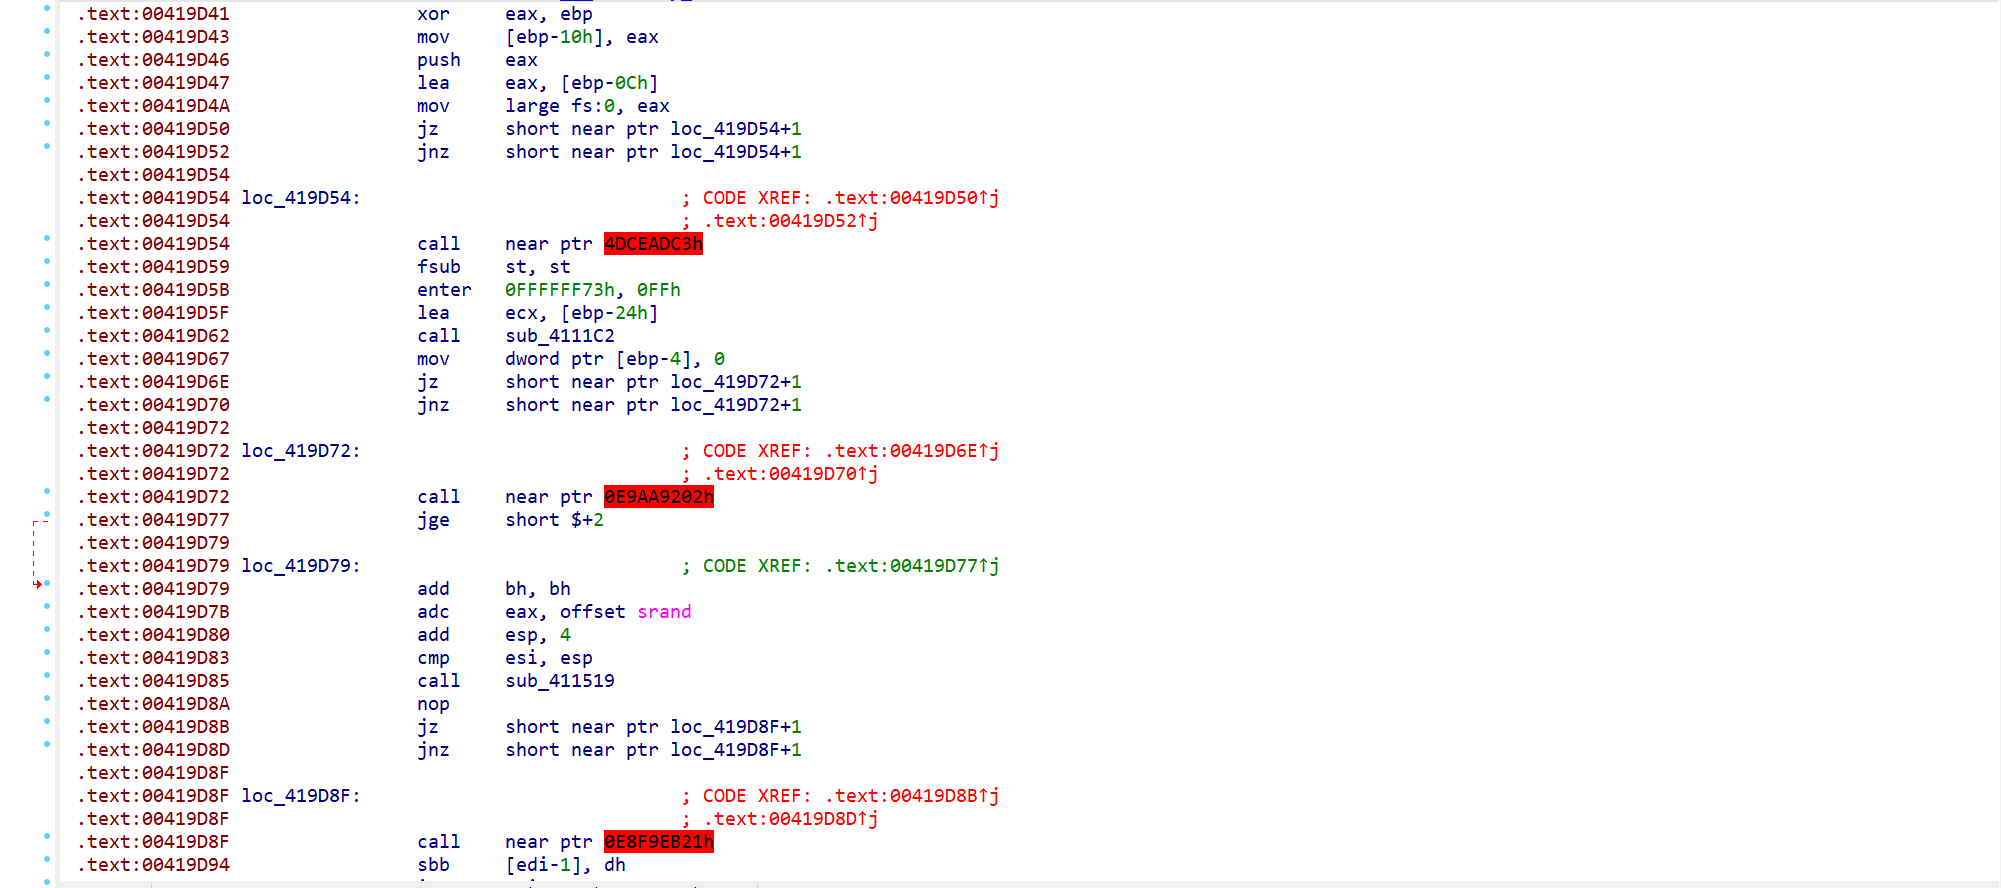 .text:00419D41 xor eax, ebp
.text:00419D43 mov [ebp-10h], eax
.text:00419D46 push eax
.text:00419D47 lea eax, [ebp-0Ch]
.text:00419D4A mov large fs:0, eax
.text:00419D50 jz short near ptr loc_419D54+1
.text:00419D52 jnz short near ptr loc_419D54+1
.text:00419D54
.text:00419D54 loc_419D54: ; CODE XREF: .text:00419D50↑j
.text:00419D54 ; .text:00419D52↑j
.text:00419D54 call near ptr 4DCEADC3h
.text:00419D59 fsub st, st
.text:00419D5B enter 0FFFFFF73h, 0FFh
.text:00419D5F lea ecx, [ebp-24h]
.text:00419D62 call sub_4111C2
.text:00419D67 mov dword ptr [ebp-4], 0
.text:00419D6E jz short near ptr loc_419D72+1
.text:00419D70 jnz short near ptr loc_419D72+1
.text:00419D72
.text:00419D72 loc_419D72: ; CODE XREF: .text:00419D6E↑j
.text:00419D72 ; .text:00419D70↑j
.text:00419D72 call near ptr 0E9AA9202h
.text:00419D77 jge short $+2
.text:00419D79
.text:00419D79 loc_419D79: ; CODE XREF: .text:00419D77↑j
.text:00419D79 add bh, bh
.text:00419D7B adc eax, offset srand
.text:00419D80 add esp, 4
.text:00419D83 cmp esi, esp
.text:00419D85 call sub_411519
.text:00419D8A nop
.text:00419D8B jz short near ptr loc_419D8F+1
.text:00419D8D jnz short near ptr loc_419D8F+1
.text:00419D8F
.text:00419D8F loc_419D8F: ; CODE XREF: .text:00419D8B↑j
.text:00419D8F ; .text:00419D8D↑j
.text:00419D8F call near ptr 0E8F9EB21h
.text:00419D94 sbb [edi-1], dh